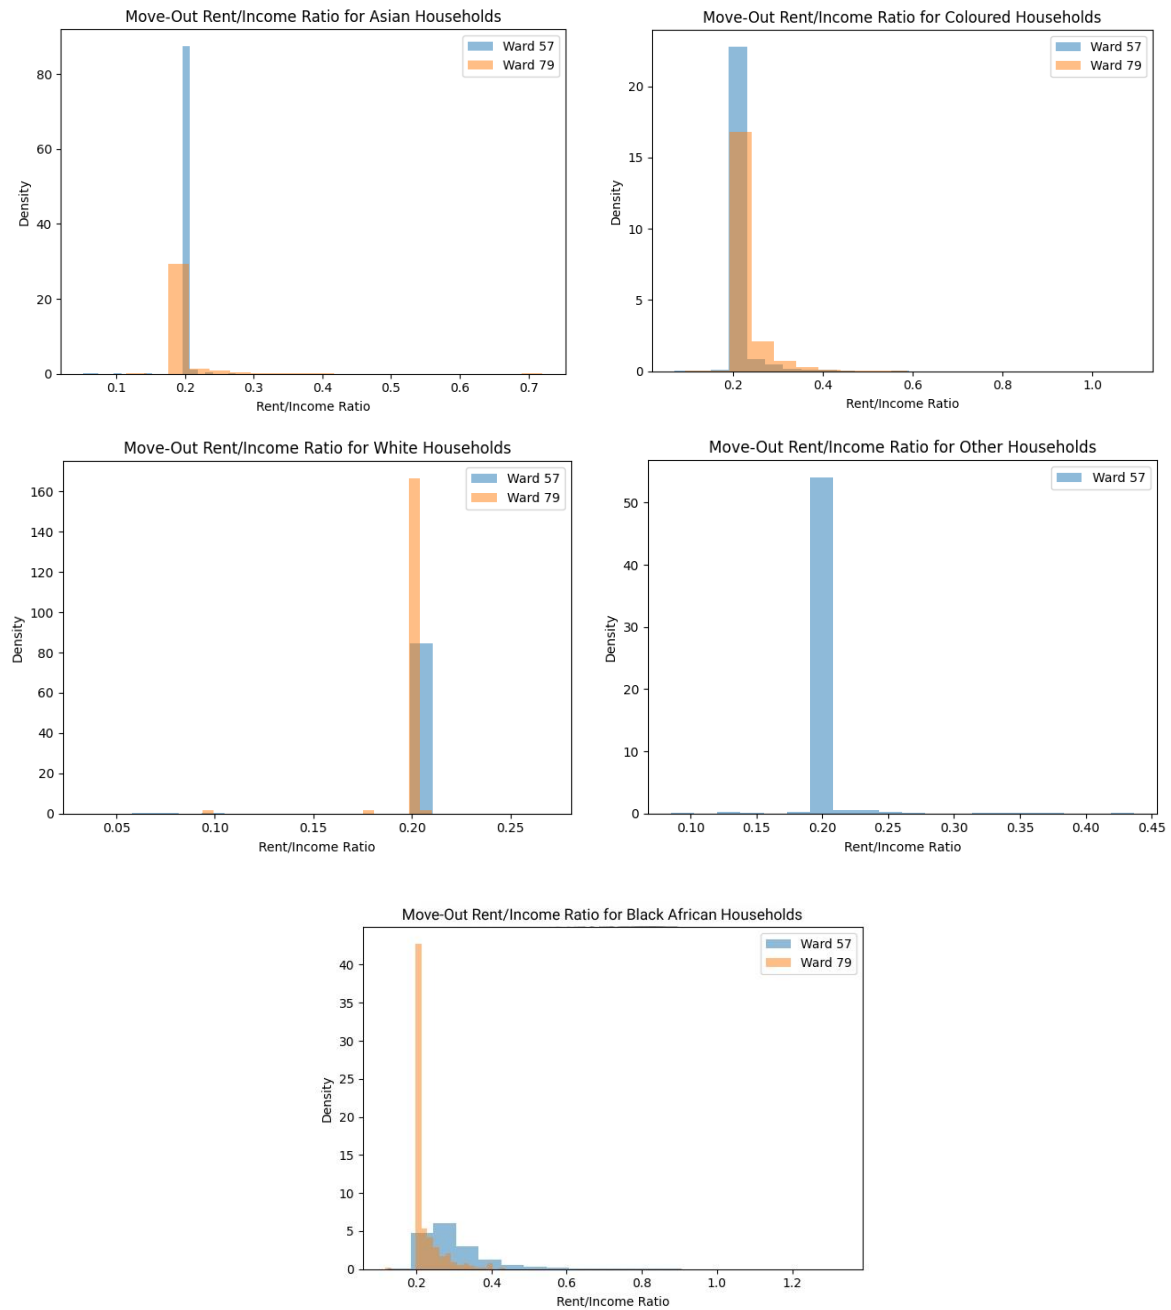 Move-Out Rent/Income Ratio for Asian Households
Ward 57
Ward 79
80
60
40
20
0
Density
0.1 0.2 0.3 0.4 0.5 0.6 0.7
Rent/Income Ratio
Move-Out Rent/Income Ratio for Coloured Households
Ward 57
Ward 79
20
15
10
5
0
Density
0.2 0.4 0.6 0.8 1.0
Rent/Income Ratio
Move-Out Rent/Income Ratio for White Households
Ward 57
Ward 79
160
140
120
100
80
60
40
20
0
Density
0.05 0.10 0.15 0.20 0.25
Rent/Income Ratio
Move-Out Rent/Income Ratio for Other Households
Ward 57
50
40
30
20
10
0
Density
0.10 0.15 0.20 0.25 0.30 0.35 0.40 0.45
Rent/Income Ratio
Move-Out Rent/Income Ratio for Black African Households
Ward 57
Ward 79
40
35
30
25
20
15
10
5
0
Density
0.2 0.4 0.6 0.8 1.0 1.2
Rent/Income Ratio